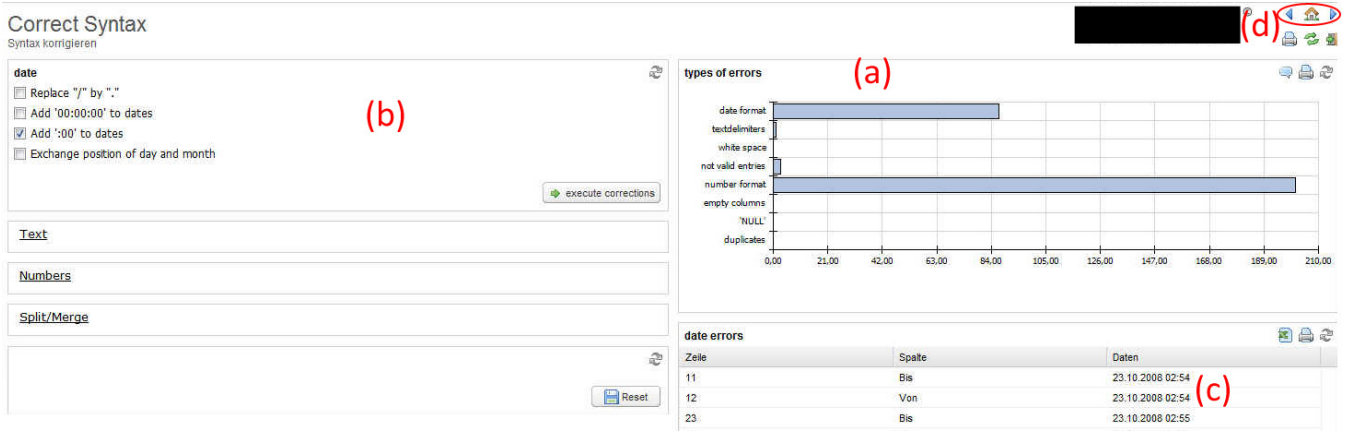 Correct Syntax
Syntax korrigieren
(d)
date
Replace "/" by "."
Add '00:00:00' to dates
Add ':00' to dates
Exchange position of day and month
(b)
execute corrections
Text
Numbers
Split/Merge
Reset
types of errors
(a)
date format
textdelimiters
white space
not valid entries
number format
empty columns
'NULL'
duplicates
0,00 21,00 42,00 63,00 84,00 105,00 126,00 147,00 168,00 189,00 210,00
date errors
Zeile Spalte Daten
11 Bis 23.10.2008 02:54
12 Von 23.10.2008 02:54
(c)
23 Bis 23.10.2008 02:55